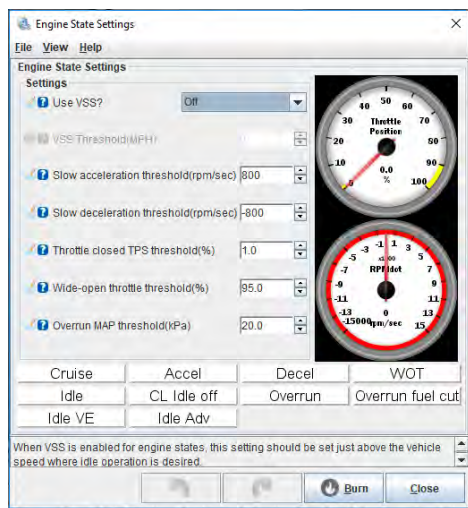 Engine State Settings
File View Help
Engine State Settings
Settings
Use VSS? Off
VSS Threshold(MPH)
Slow acceleration threshold(rpm/sec) 800
Slow deceleration threshold(rpm/sec) -800
Throttle closed TPS threshold(%) 1.0
Wide-open throttle threshold(%) 95.0
Overrun MAP threshold(kPa) 20.0
40 50 60
30 Throttle 70
Position
20 80
10 90
0 0.0 100
%
-3 -1 1 3
-5 5
-7 RPMdot 7
-9 9
-11 11
-13 0 13
-15000 rpm/sec 15
Cruise Accel Decel WOT
Idle CL Idle off Overrun Overrun fuel cut
Idle VE Idle Adv
When VSS is enabled for engine states, this setting should be set just above the vehicle
speed where idle operation is desired.
Burn Close